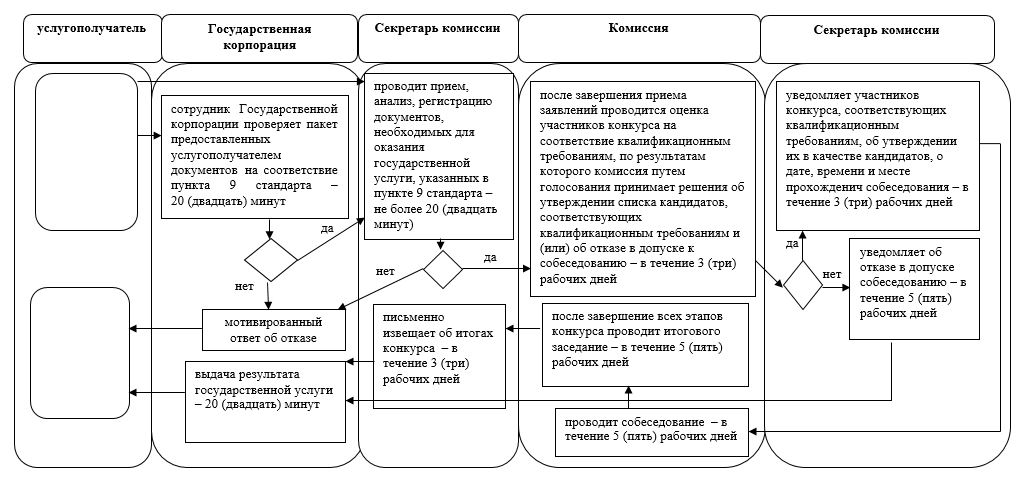 услугополучатель
Государственная
корпорация
Секретарь комиссии
Комиссия
Секретарь комиссии
сотрудник Государственной
корпорации проверяет пакет
предоставленных
услугополучателем
документов на соответствие
пункта 9 стандарта –
20 (двадцать) минут
да
нет
мотивированный
ответ об отказе
выдача результата
государственной услуги
– 20 (двадцать) минут
проводит прием,
анализ, регистрацию
документов,
необходимых для
оказания
государственной
услуги, указанных в
пункте 9 стандарта –
не более 20 (двадцать
минут)
нет
да
письменно
извещает об итогах
конкурса – в
течение 3 (три)
рабочих дней
после завершения приема
заявлений проводится оценка
участников конкурса на
соответствие квалификационным
требованиям, по результатам
которого комиссия путем
голосования принимает решения об
утверждении списка кандидатов,
соответствующих
квалификационным требованиям и
(или) об отказе в допуске к
собеседованию – в течение 3 (три)
рабочих дней
после завершение всех этапов
конкурса проводит итогового
заседание – в течение 5 (пять)
рабочих дней
проводит собеседование – в
течение 5 (пять) рабочих дней
уведомляет участников
конкурса, соответствующих
квалификационным
требованиям, об утверждении
их в качестве кандидатов, о
дате, времени и месте
прохожденич собеседования – в
течение 3 (три) рабочих дней
да
нет
уведомляет об
отказе в допуске
собеседованию – в
течение 5 (пять)
рабочих дней